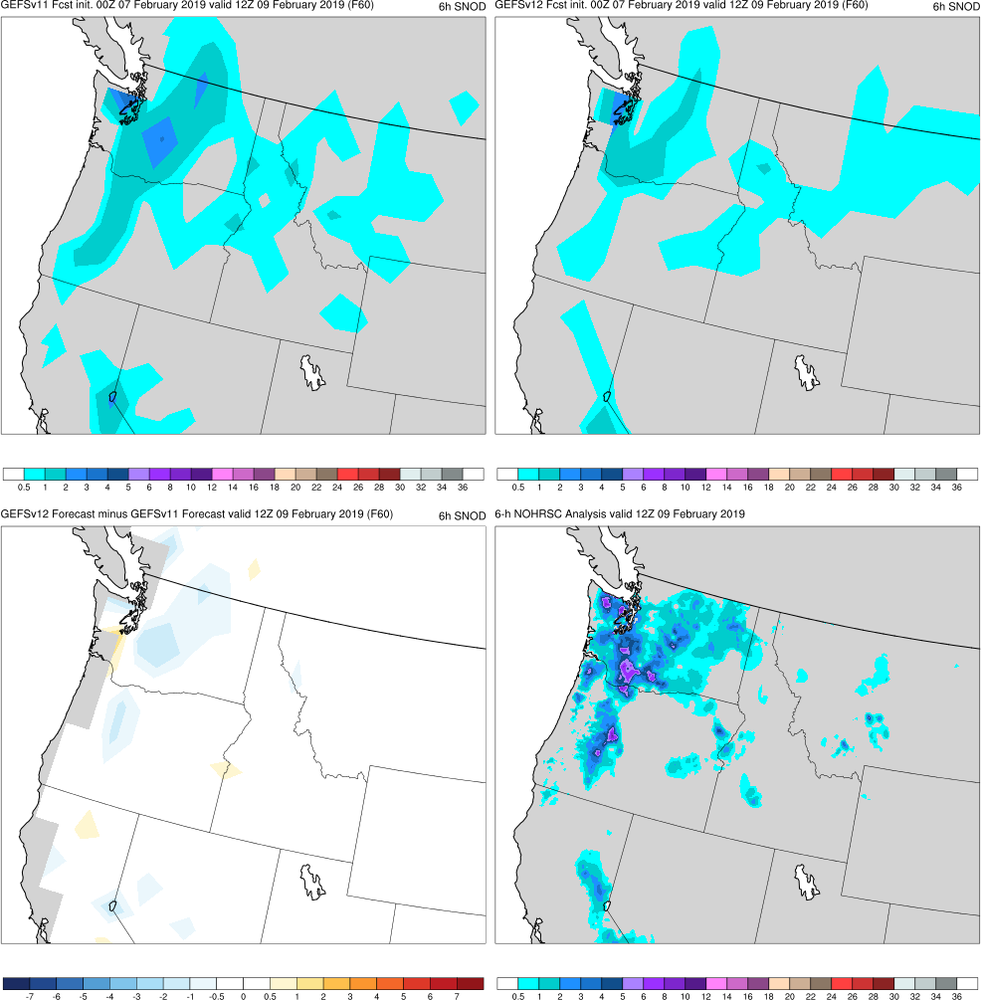 GEFSv11 Fcst init. 00Z 07 February 2019 valid 12Z 09 February 2019 (F60) 6h SNOD
GEFSv12 Fcst init. 00Z 07 February 2019 valid 12Z 09 February 2019 (F60) 6h SNOD
0.5 1 2 3 4 5 6 8 10 12 14 16 18 20 22 24 26 28 30 32 34 36
0.5 1 2 3 4 5 6 8 10 12 14 16 18 20 22 24 26 28 30 32 34 36
GEFSv12 Forecast minus GEFSv11 Forecast valid 12Z 09 February 2019 (F60) 6h SNOD
6-h NOHRSC Analysis valid 12Z 09 February 2019
-7 -6 -5 -4 -3 -2 -1 -0.5 0 0.5 1 2 3 4 5 6 7
0.5 1 2 3 4 5 6 8 10 12 14 16 18 20 22 24 26 28 30 32 34 36